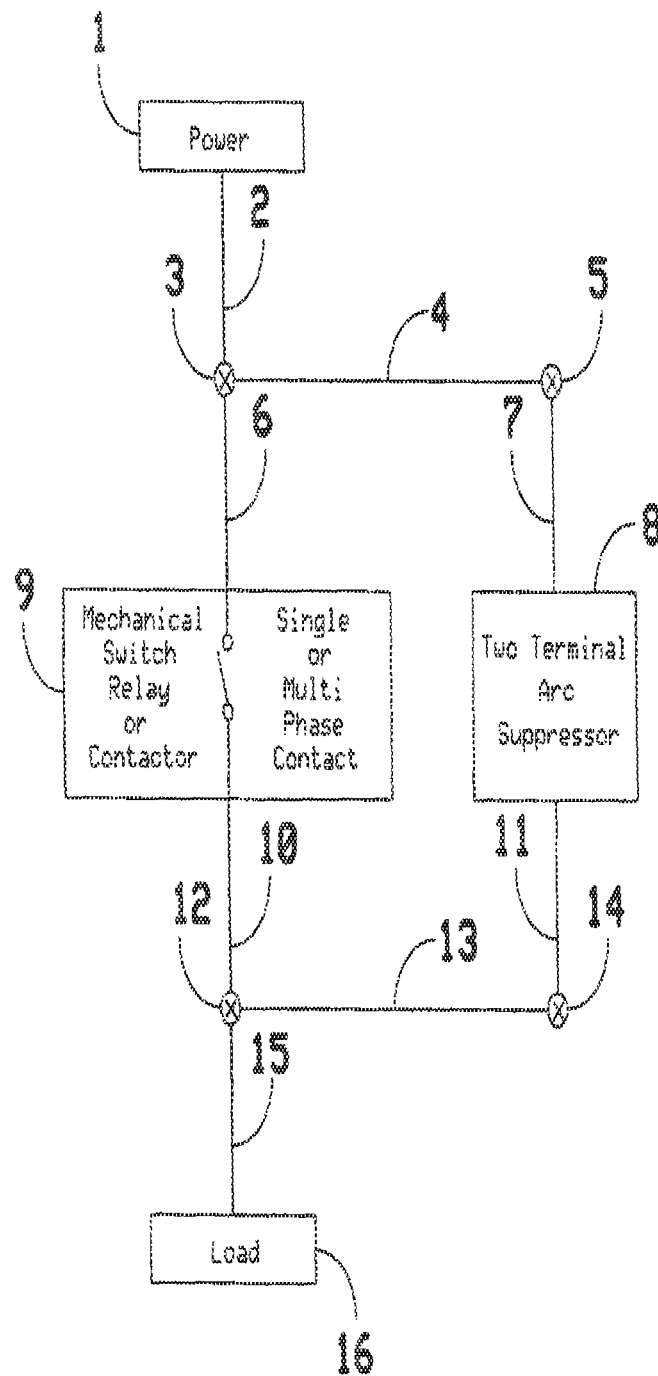 1
Power
2
3
4
5
6
7
8
9
Mechanical
Switch
Relay
or
Contactor
Single
or
Multi
Phase
Contact
Two Terminal
Arc
Suppressor
10
11
12
13
14
15
Load
16